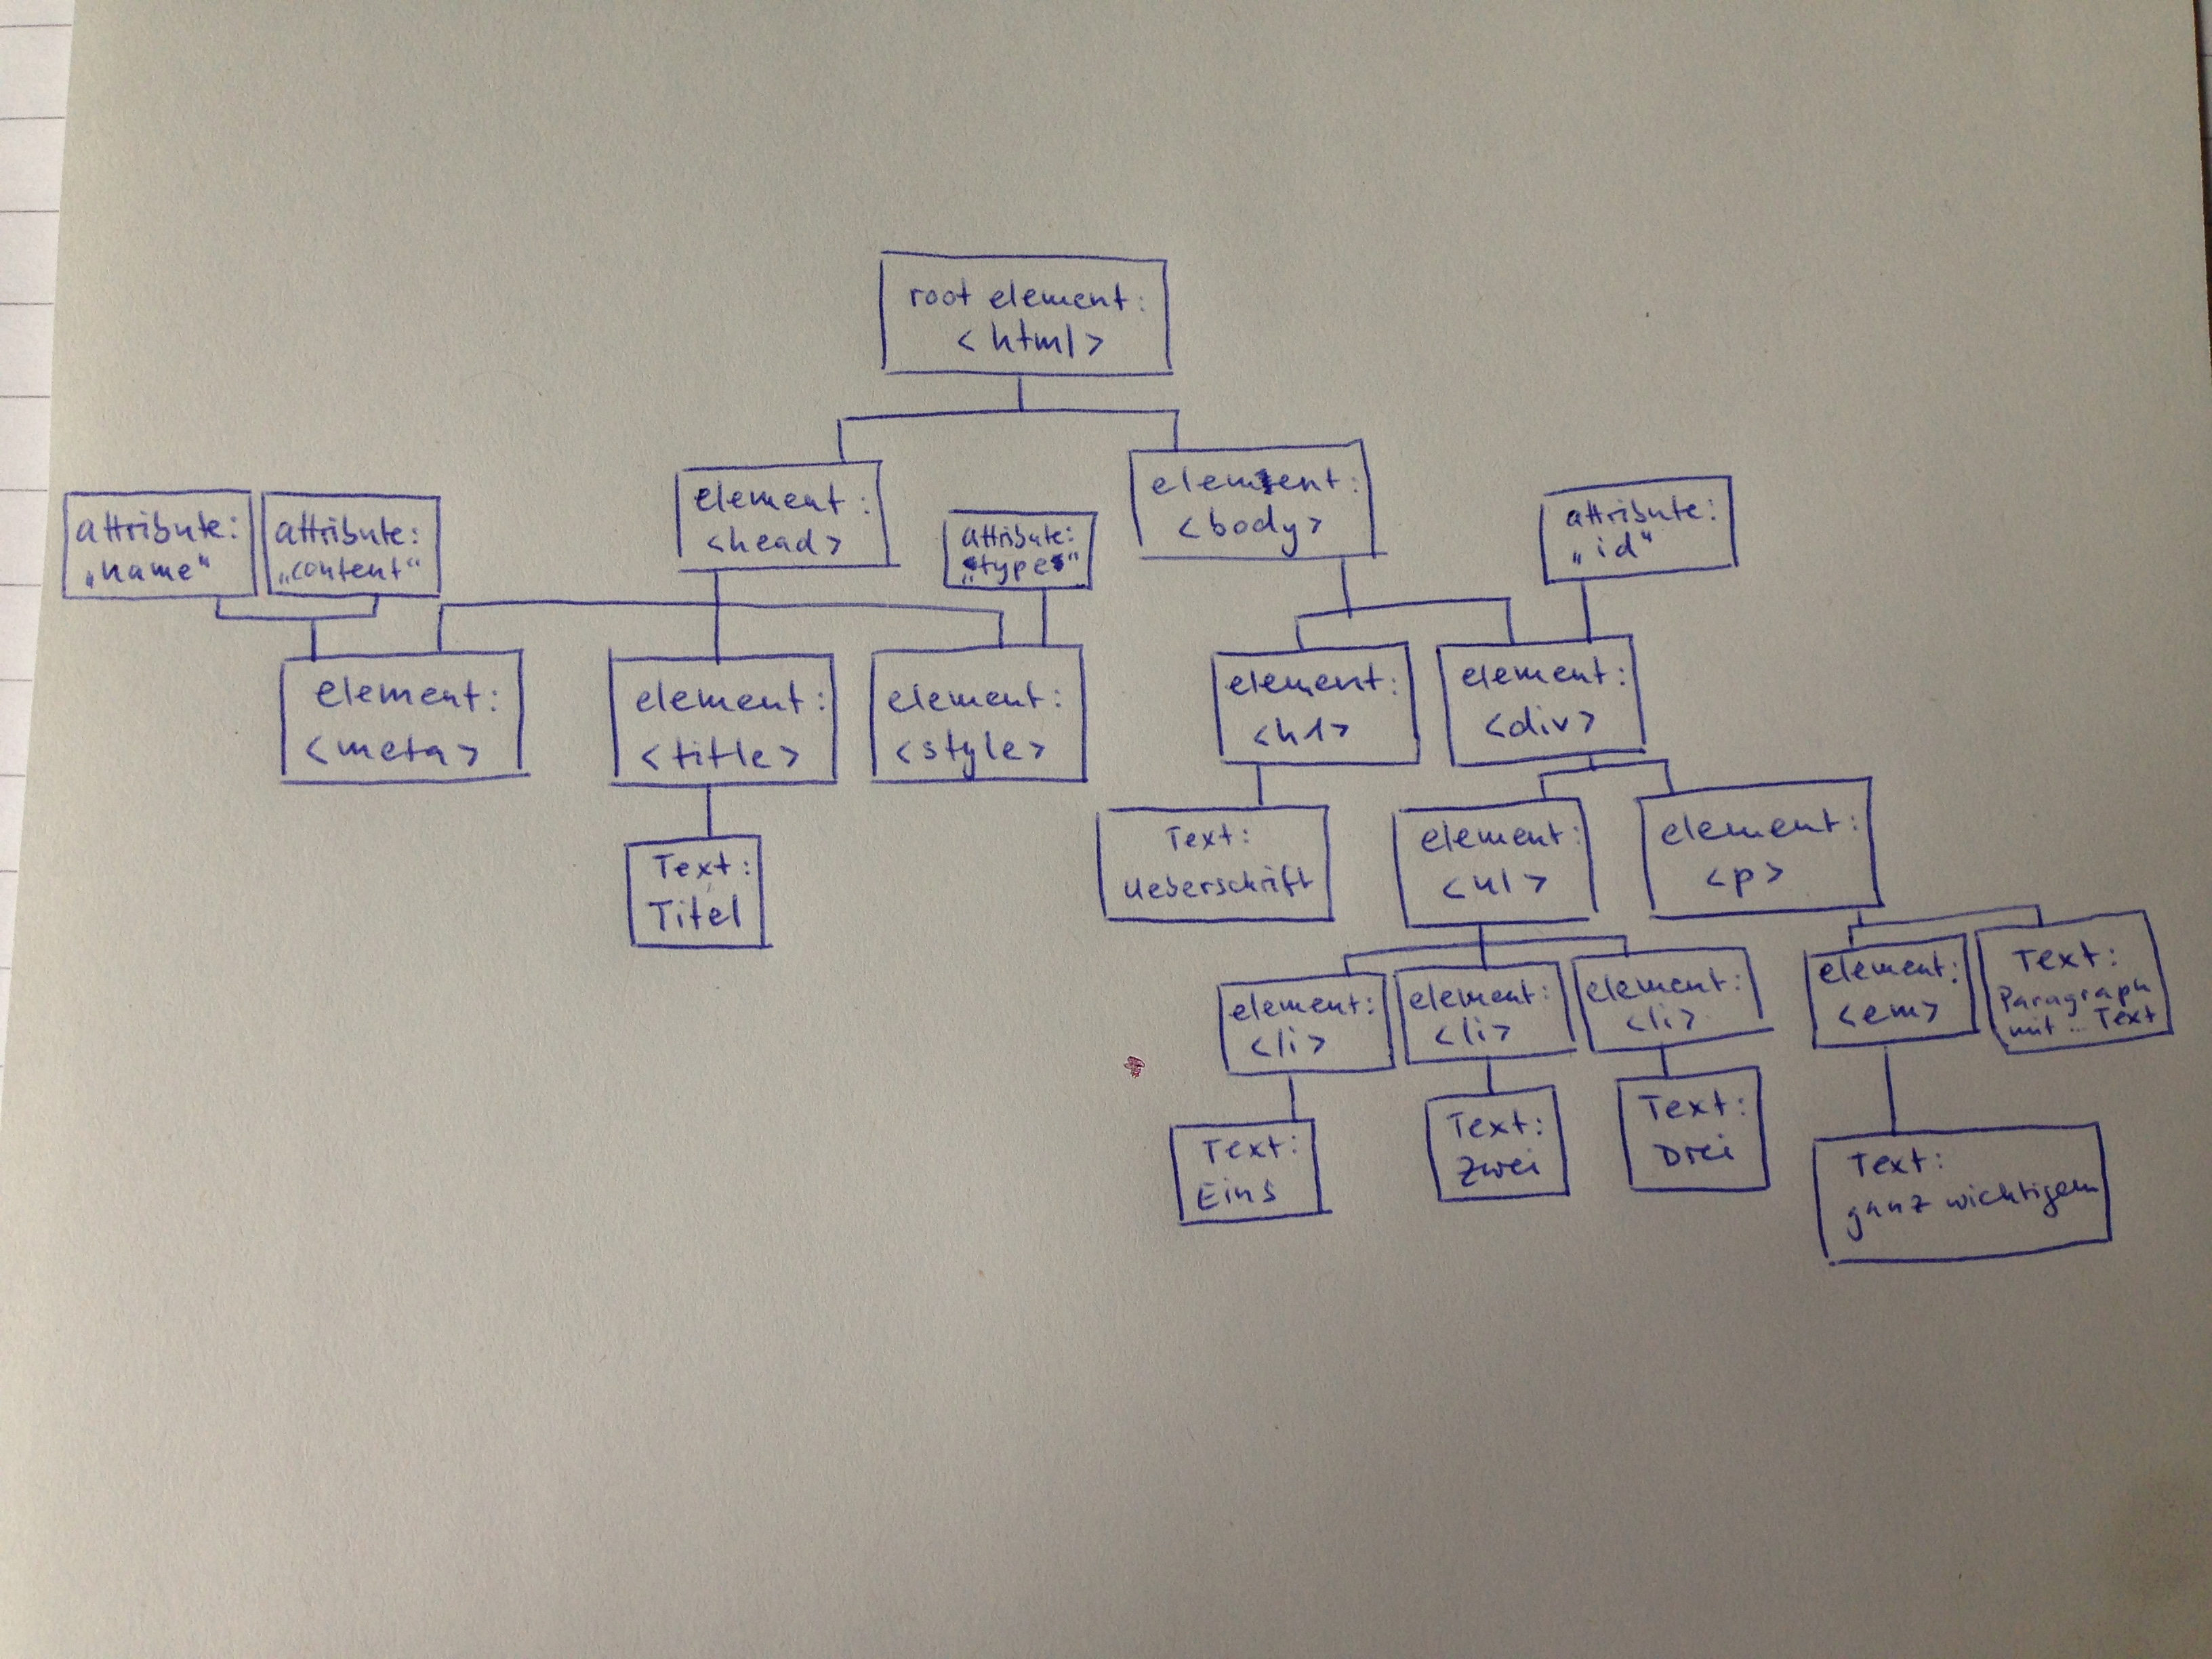 root element:
<html>
element:
<head>
element:
<body>
attribute:
„name“
attribute:
„content“
attribute:
„type“
attribute:
„id“
element:
<meta>
element:
<title>
element:
<style>
element:
<h1>
element:
<div>
Text:
Titel
Text:
Ueberschrift
element:
<ul>
element:
<p>
element:
<li>
element:
<li>
element:
<li>
element:
<em>
Text:
Paragraph
mit ... Text
Text:
Eins
Text:
Zwei
Text:
Drei
Text:
ganz wichtigem